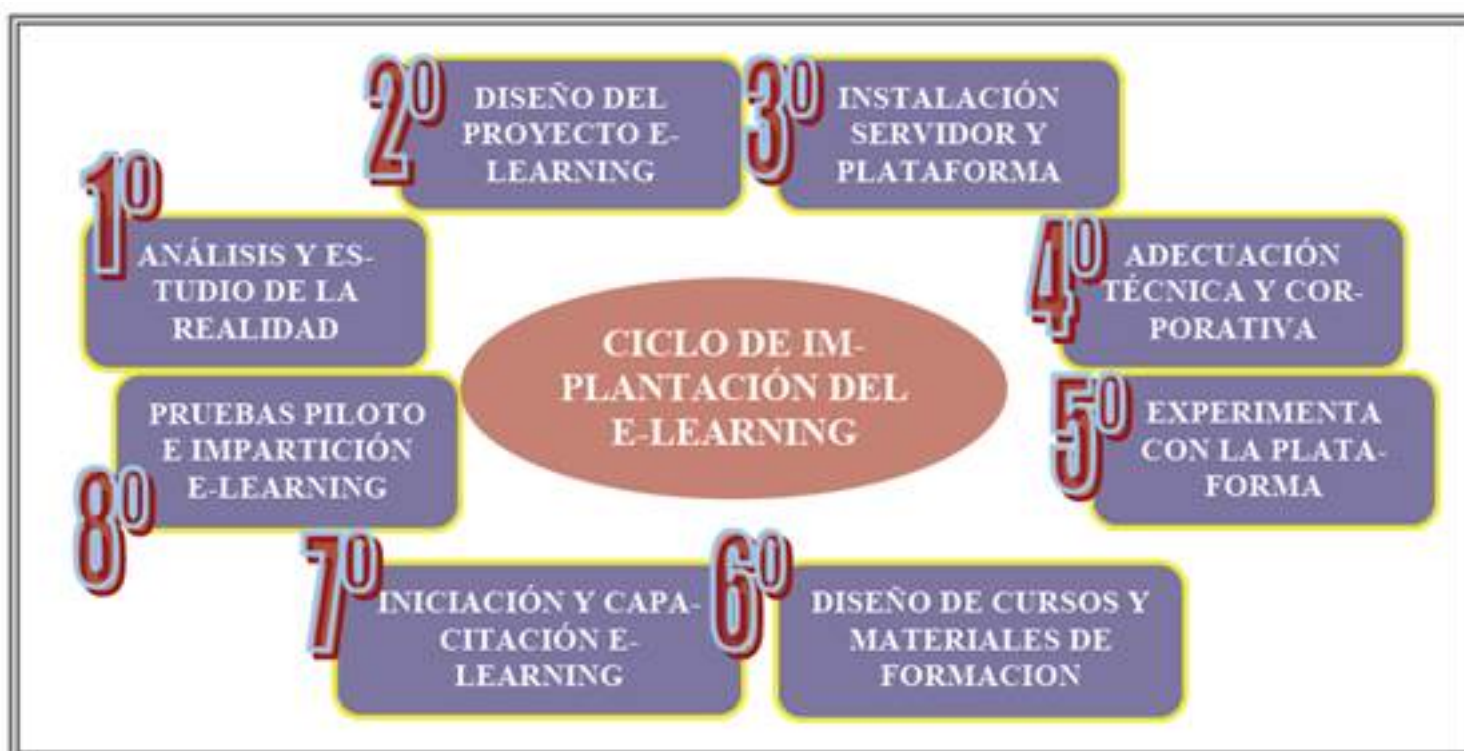 1º
ANÁLISIS Y ES-
TUDIO DE LA
REALIDAD
2º
DISEÑO DEL
PROYECTO E-
LEARNING
3º
INSTALACIÓN
SERVIDOR Y
PLATAFORMA
4º
ADECUACIÓN
TÉCNICA Y COR-
PORATIVA
5º
EXPERIMENTA
CON LA PLATA-
FORMA
6º
DISEÑO DE CURSOS Y
MATERIALES DE
FORMACION
7º
INICIACIÓN Y CAPA-
CITACIÓN E-
LEARNING
8º
PRUEBAS PILOTO
E IMPARTICIÓN
E-LEARNING
CICLO DE IM-
PLANTACIÓN DEL
E-LEARNING